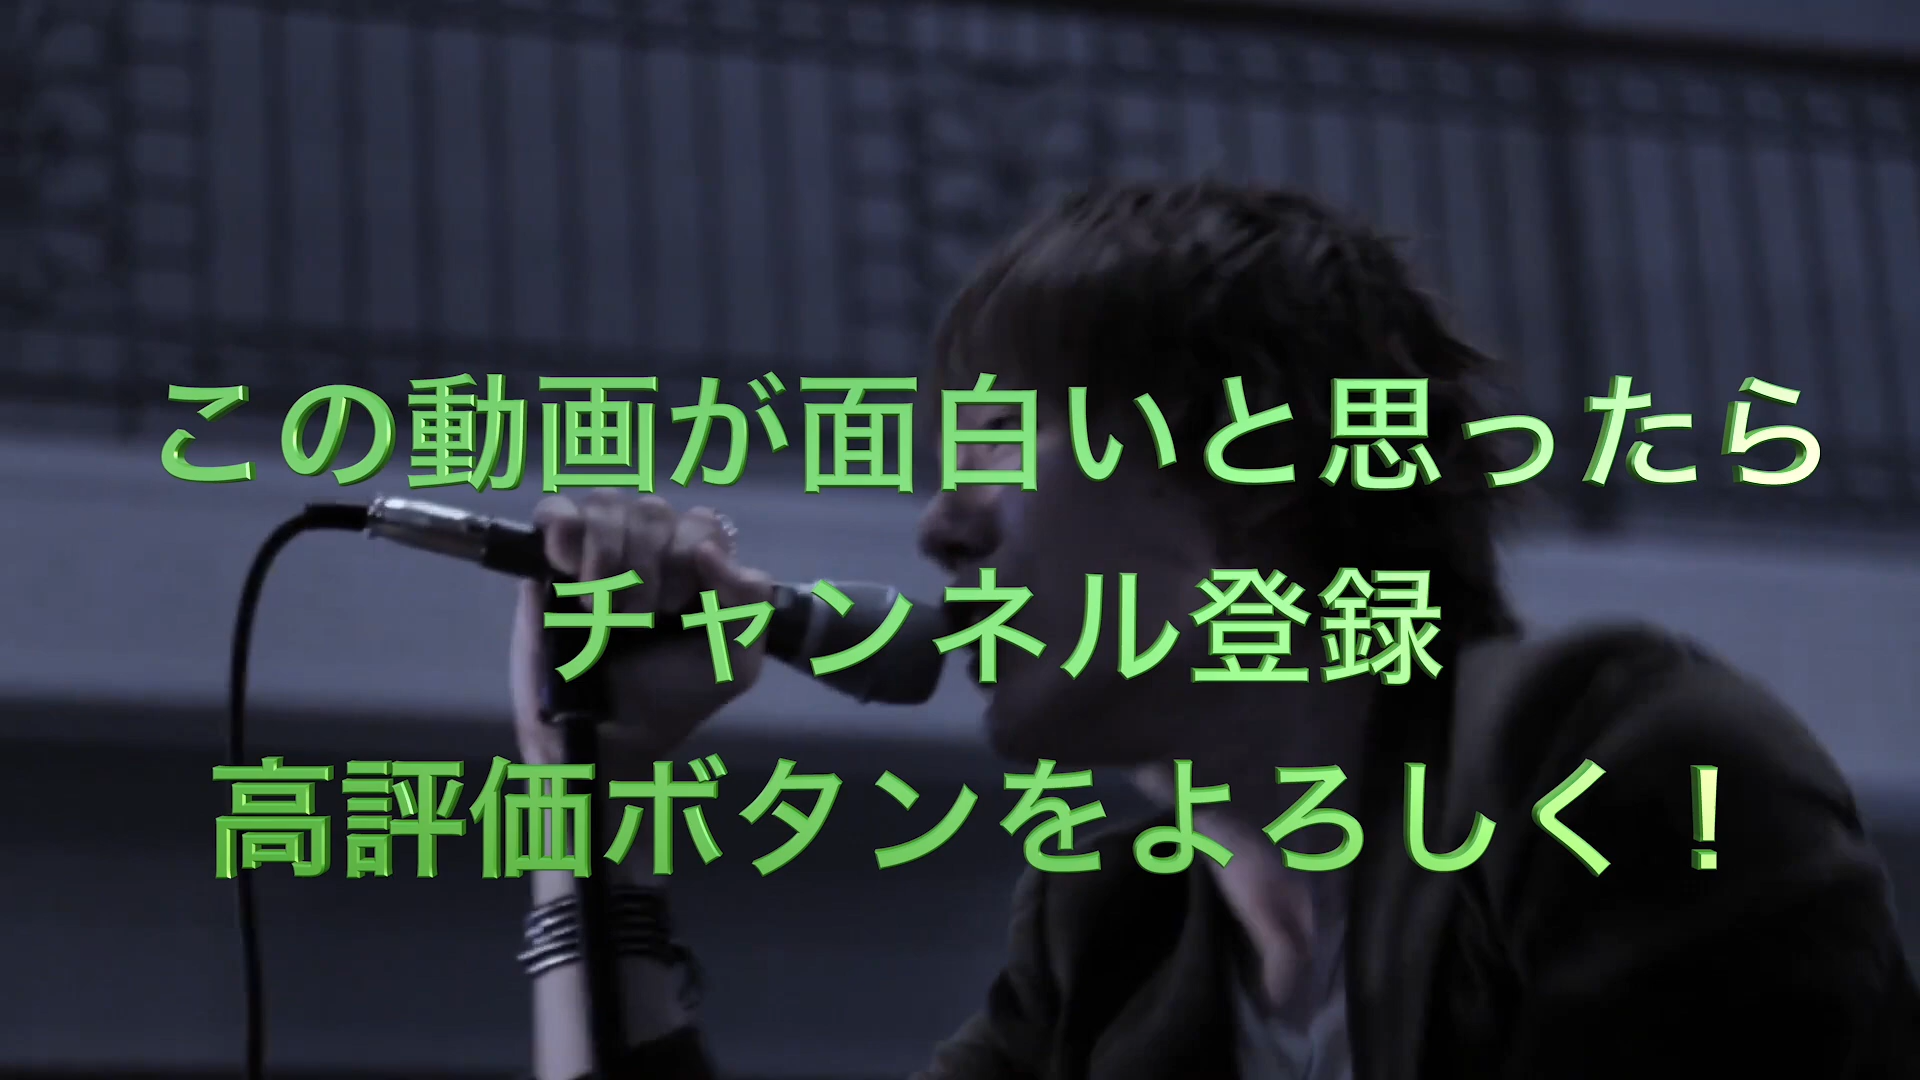 この動画が面白いと思ったら
チャンネル登録
高評価ボタンをよろしく！